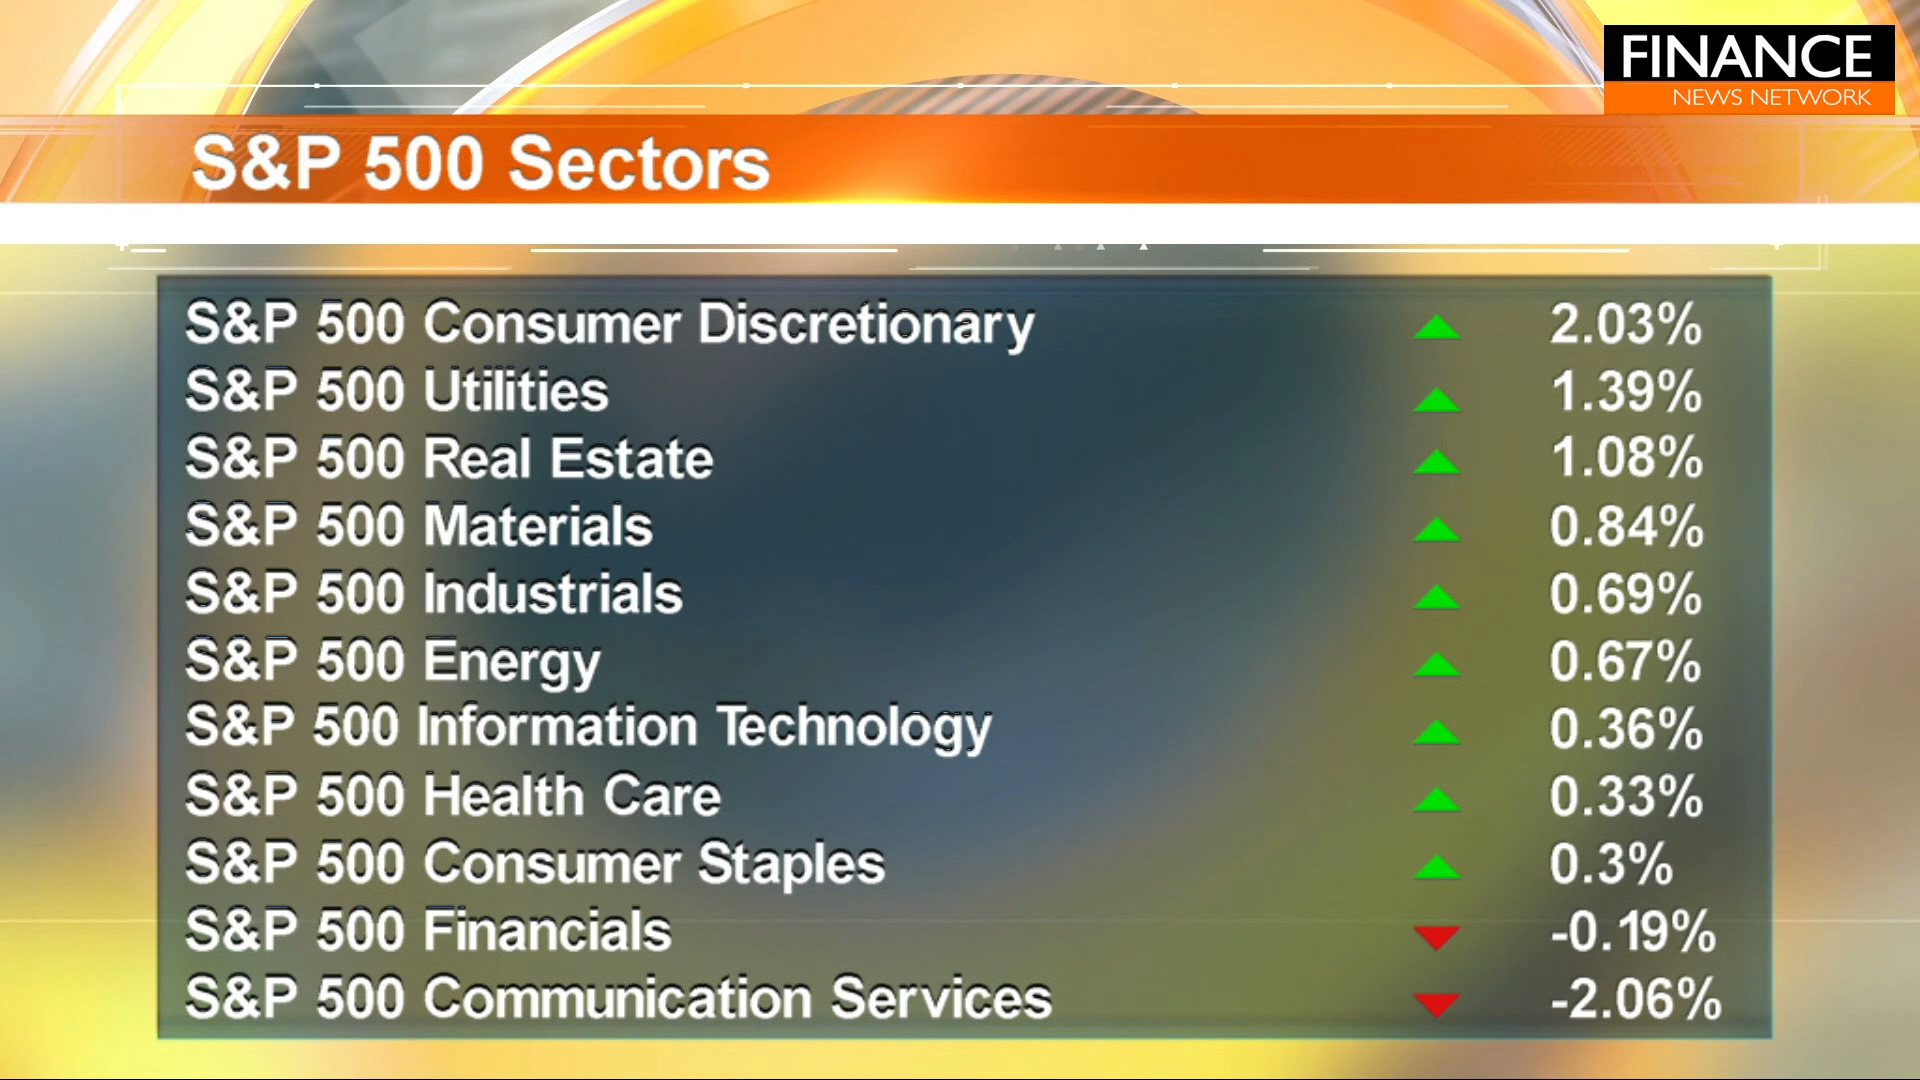 FINANCE
NEWS NETWORK
S&P 500 Sectors
S&P 500 Consumer Discretionary 2.03%
S&P 500 Utilities 1.39%
S&P 500 Real Estate 1.08%
S&P 500 Materials 0.84%
S&P 500 Industrials 0.69%
S&P 500 Energy 0.67%
S&P 500 Information Technology 0.36%
S&P 500 Health Care 0.33%
S&P 500 Consumer Staples 0.3%
S&P 500 Financials -0.19%
S&P 500 Communication Services -2.06%